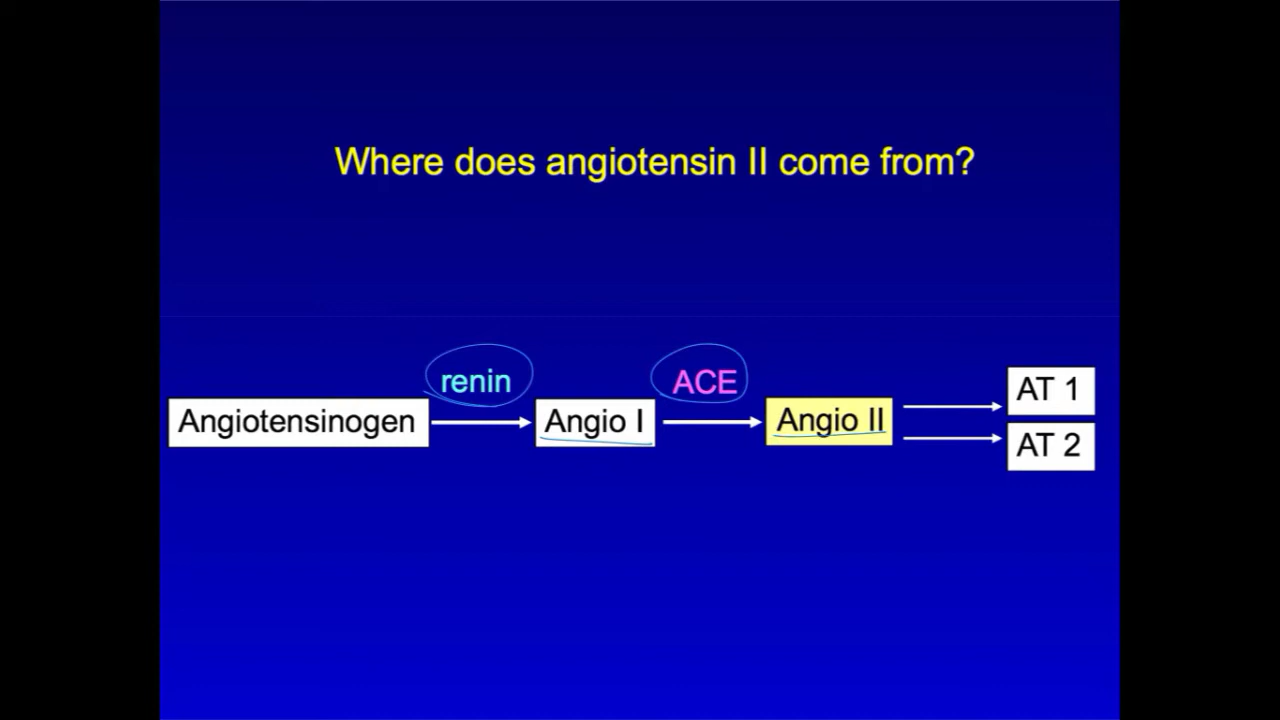 Where does angiotensin II come from?
renin
ACE
Angiotensinogen
Angio I
Angio II
AT 1
AT 2